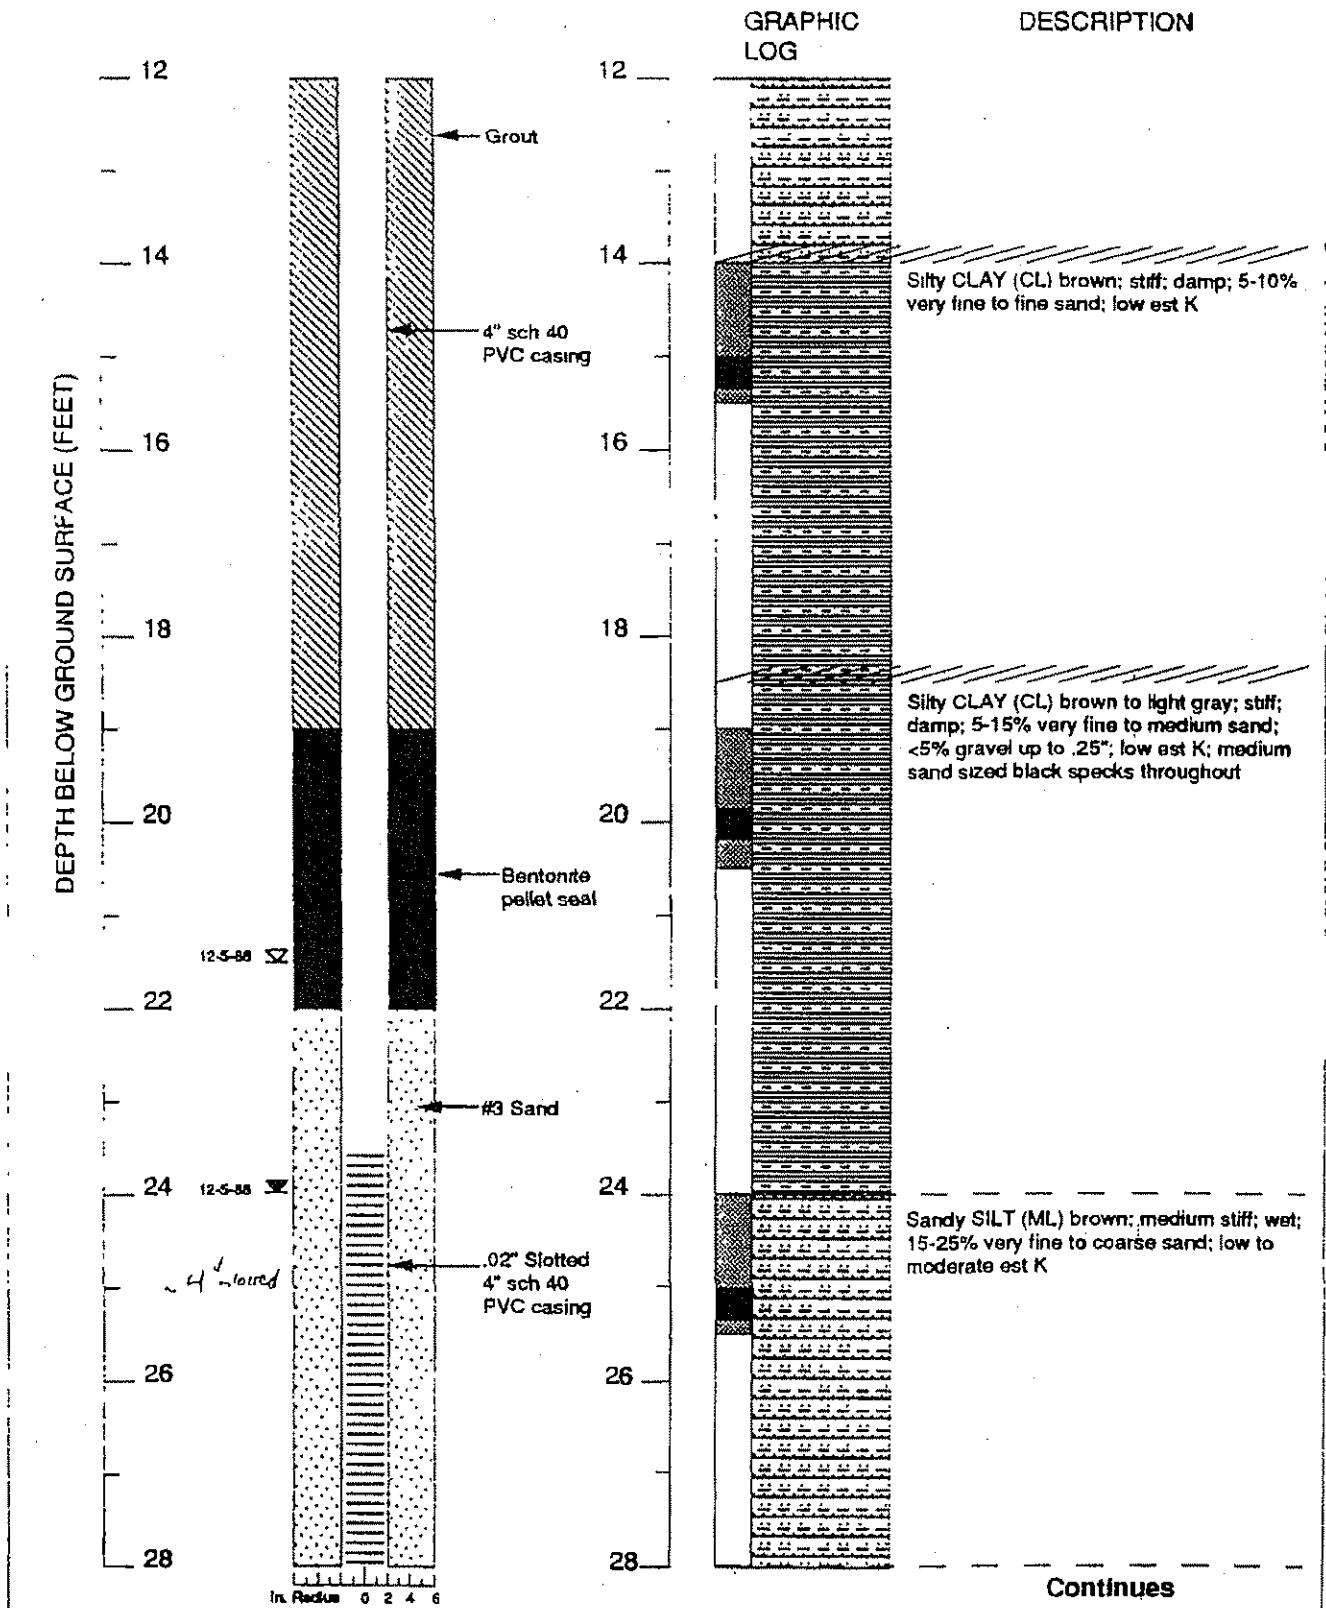 GRAPHIC
LOG
DESCRIPTION
DEPTH BELOW GROUND SURFACE (FEET)
12
14
16
18
20
22
24
26
28
Grout
4" sch 40
PVC casing
Bentonite
pellet seal
12-5-88
#3 Sand
12-5-88
.02" Slotted
4" sch 40
PVC casing
~ 4'
In. Radius 0 2 4 6
12
14
16
18
20
22
24
26
28
Silty CLAY (CL) brown; stiff; damp; 5-10%
very fine to fine sand; low est K
Silty CLAY (CL) brown to light gray; stiff;
damp; 5-15% very fine to medium sand;
<5% gravel up to .25"; low est K; medium
sand sized black specks throughout
Sandy SILT (ML) brown; medium stiff; wet;
15-25% very fine to coarse sand; low to
moderate est K
Continues